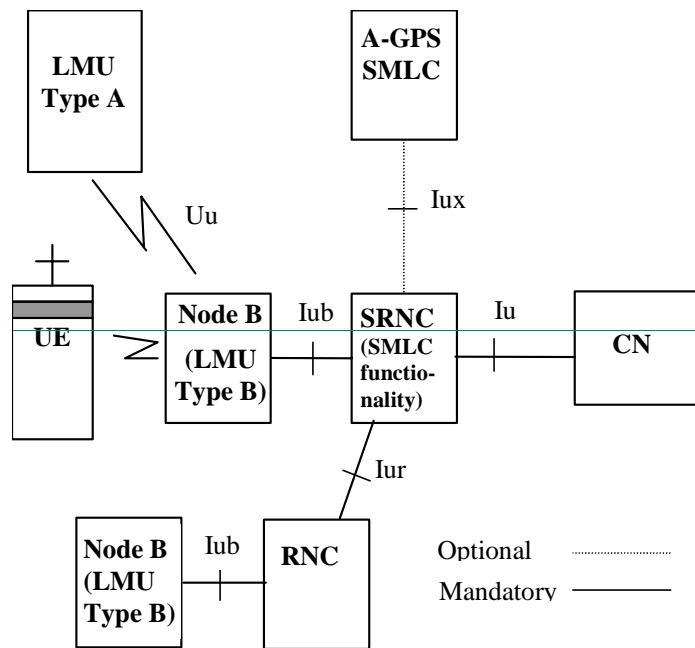 LMU
Type A
A-GPS
SMLC
Uu
Iux
UE
Node B
(LMU
Type B)
Iub
SRNC
(SMLC
functio-
nality)
Iu
CN
Iur
Node B
(LMU
Type B)
Iub
RNC
Optional
Mandatory